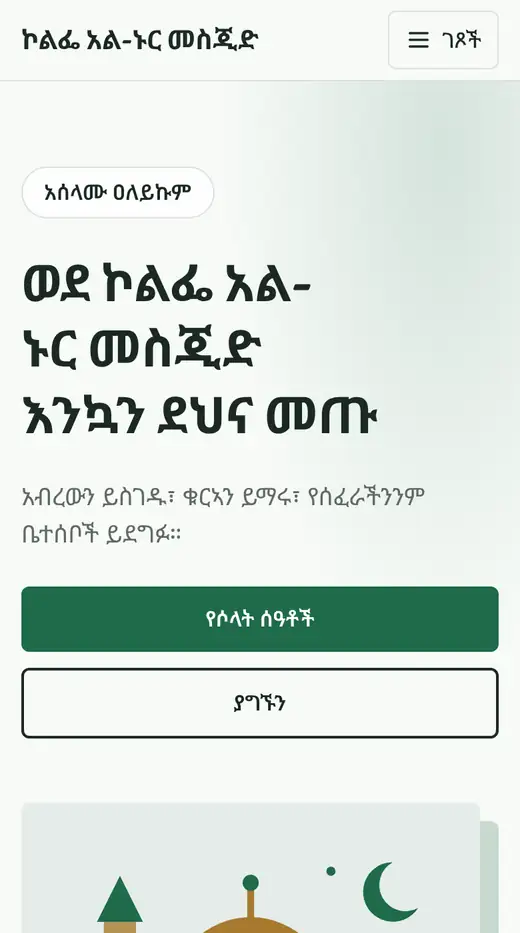 ኮልፌ አል-ኑር መስጂድ
ገጾች
አሰላሙ ዐለይኩም
ወደ ኮልፌ አል-
ኑር መስጂድ
እንኳን ደህና መጡ
አብረውን ይስገዱ፣ ቁርኣን ይማሩ፣ የሰፈራችንንም
ቤተሰቦች ይደግፉ።
የሶላት ሰዓቶች
ያግኙን